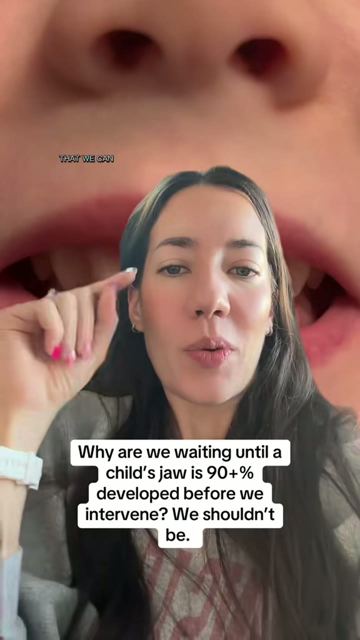 THAT WE CAN
Why are we waiting until a
child's jaw is 90+%
developed before we
intervene? We shouldn't
be.